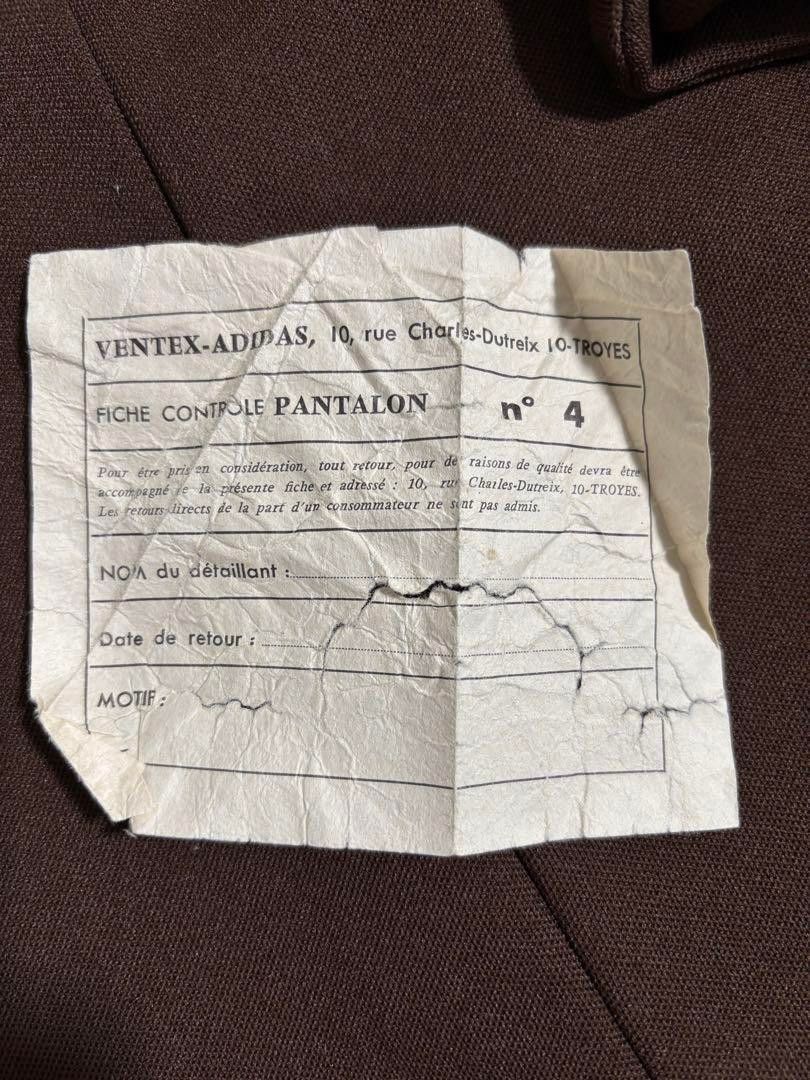 VENTEX-ADIDAS, 10, rue Charles-Dutreix 10-TROYES
FICHE CONTROLE PANTALON n° 4
Pour être pris en considération, tout retour, pour de raisons de qualité devra être
accompagné de la présente fiche et adressé : 10, rue Charles-Dutreix, 10-TROYES.
Les retours directs de la part d'un consommateur ne sont pas admis.
NOM du détaillant :
Date de retour :
MOTIF :